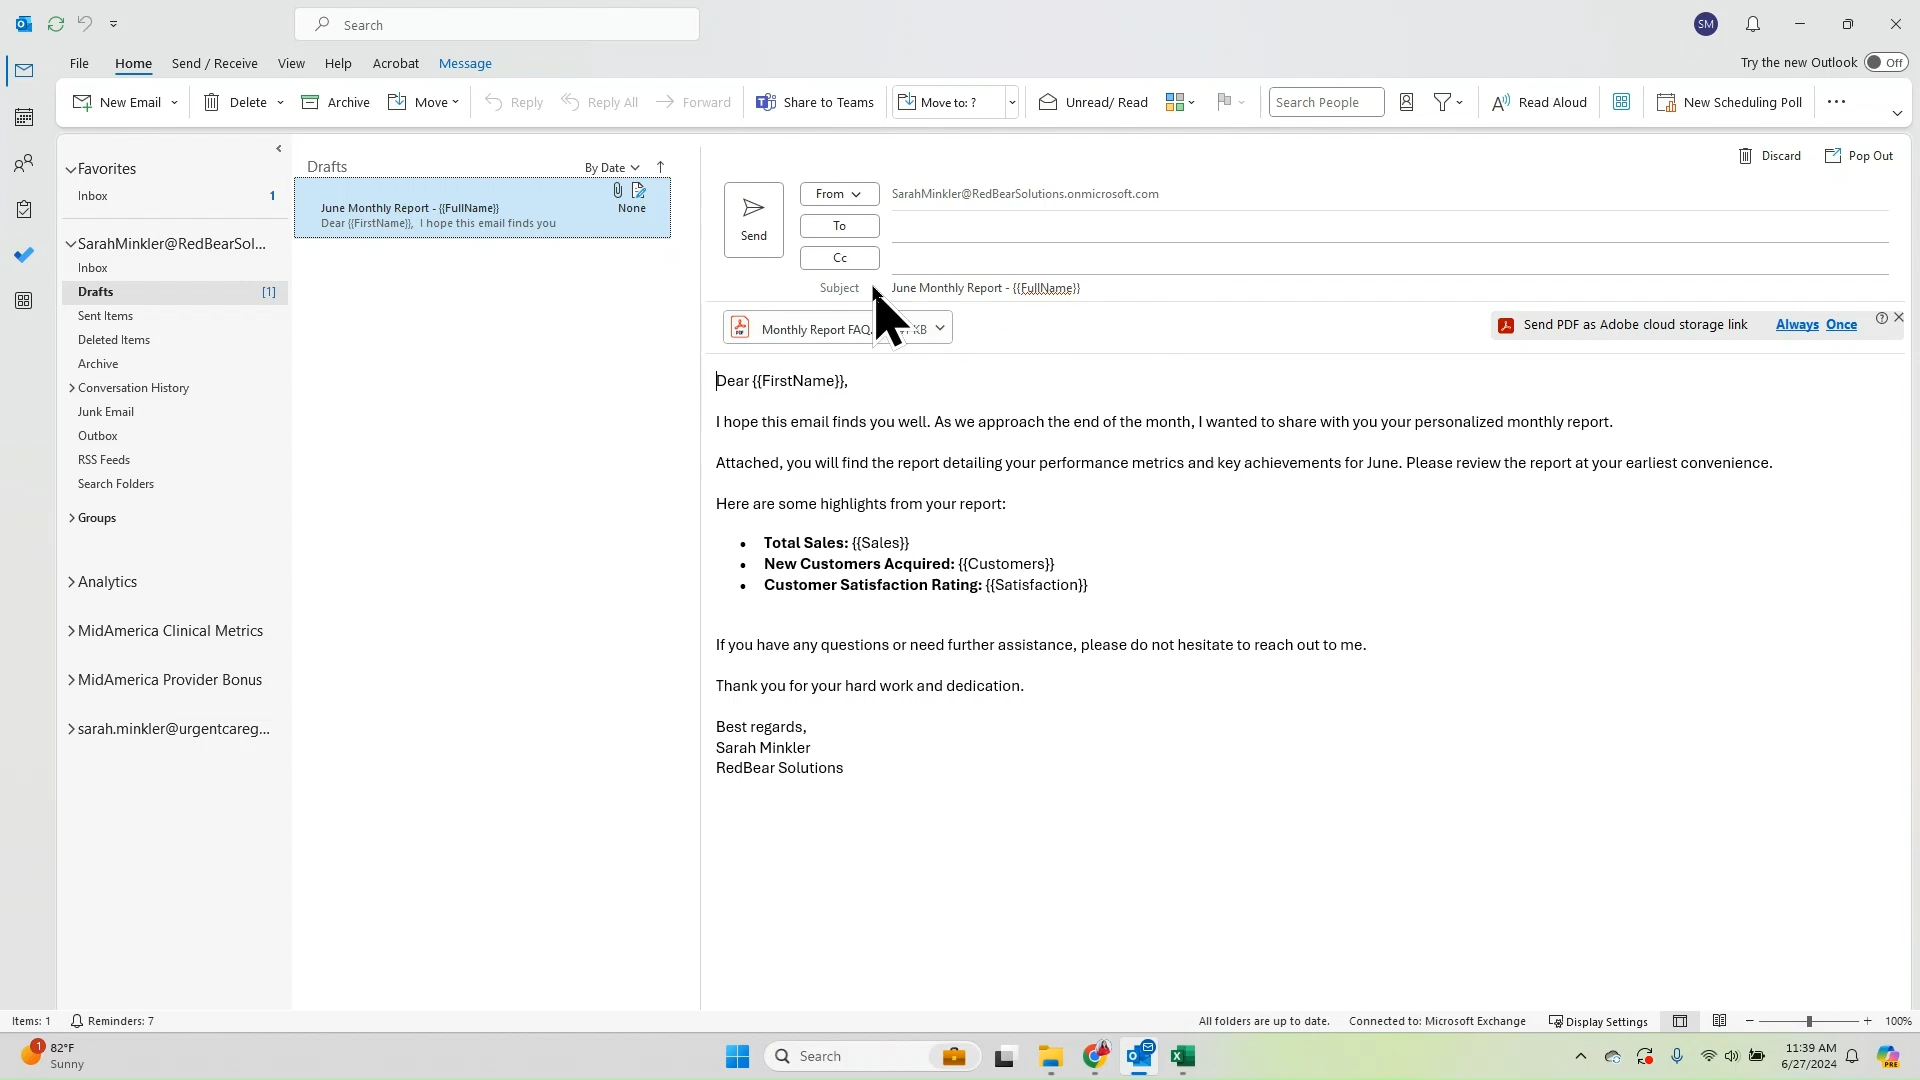 Search
SM
File Home Send / Receive View Help Acrobat Message
Try the new Outlook Off
New Email Delete Archive Move Reply Reply All Forward Share to Teams Move to: ? Unread/ Read Search People Read Aloud New Scheduling Poll
Favorites
Inbox 1
SarahMinkler@RedBearSol...
Inbox
Drafts [1]
Sent Items
Deleted Items
Archive
Conversation History
Junk Email
Outbox
RSS Feeds
Search Folders
Groups
Analytics
MidAmerica Clinical Metrics
MidAmerica Provider Bonus
sarah.minkler@urgentcareg...
Drafts By Date
June Monthly Report - {{FullName}} None
Dear {{FirstName}}, I hope this email finds you
Discard Pop Out
Send
From SarahMinkler@RedBearSolutions.onmicrosoft.com
To
Cc
Subject June Monthly Report - {{FullName}}
Monthly Report FAQ KB
Send PDF as Adobe cloud storage link Always Once
Dear {{FirstName}},
I hope this email finds you well. As we approach the end of the month, I wanted to share with you your personalized monthly report.
Attached, you will find the report detailing your performance metrics and key achievements for June. Please review the report at your earliest convenience.
Here are some highlights from your report:
• Total Sales: {{Sales}}
• New Customers Acquired: {{Customers}}
• Customer Satisfaction Rating: {{Satisfaction}}
If you have any questions or need further assistance, please do not hesitate to reach out to me.
Thank you for your hard work and dedication.
Best regards,
Sarah Minkler
RedBear Solutions
Items: 1 Reminders: 7 All folders are up to date. Connected to: Microsoft Exchange Display Settings 100%
1 82°F
Sunny
Search
11:39 AM
6/27/2024
PRE